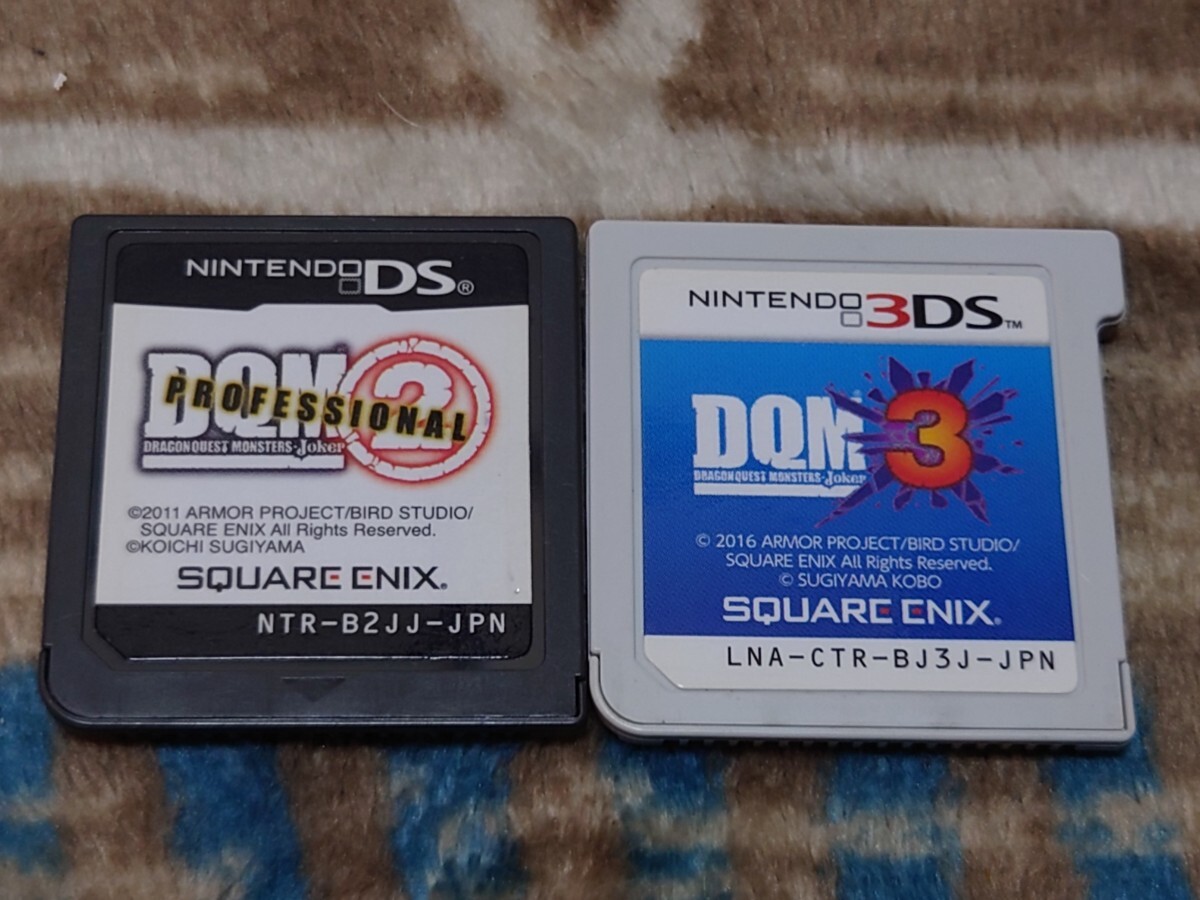 NINTENDO DS®
DQM 2
PROFESSIONAL
DRAGON QUEST MONSTERS-Joker
©2011 ARMOR PROJECT/BIRD STUDIO/
SQUARE ENIX All Rights Reserved.
©KOICHI SUGIYAMA
SQUARE ENIX®
NTR-B2JJ-JPN
NINTENDO 3DS™
DQM 3
DRAGON QUEST MONSTERS-Joker
© 2016 ARMOR PROJECT/BIRD STUDIO/
SQUARE ENIX All Rights Reserved.
© SUGIYAMA KOBO
SQUARE ENIX®
LNA-CTR-BJ3J-JPN